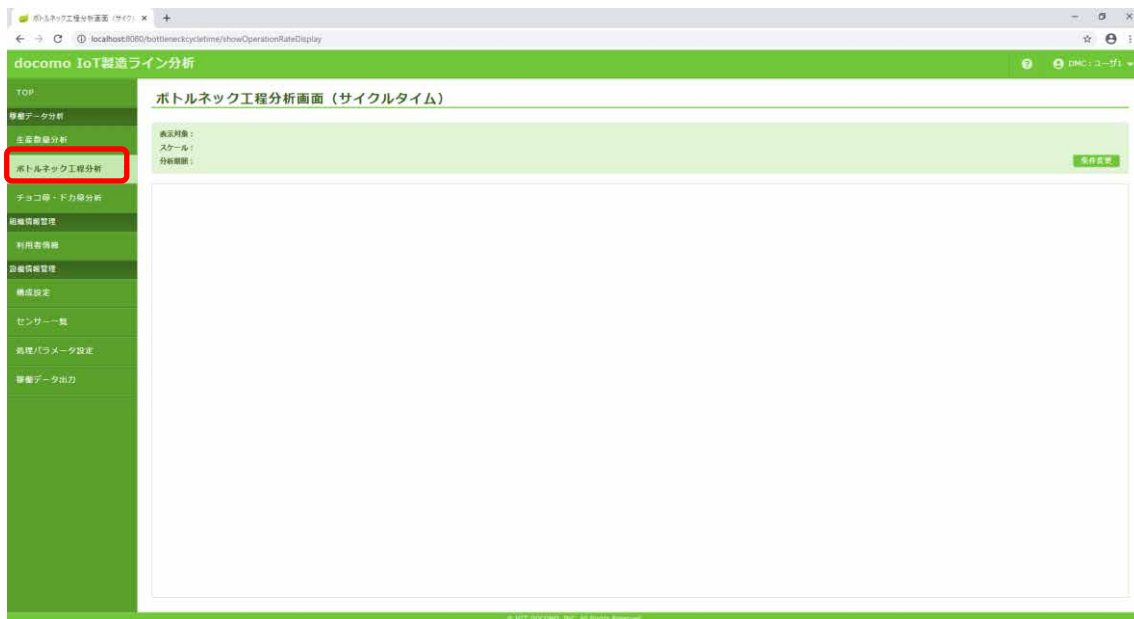 ボトルネック工程分析画面（サイクル
localhost:8080/bottleneckcycletime/showOperationRateDisplay
docomo IoT製造ライン分析
DMC：ユーザ1
TOP
稼働データ分析
生産数量分析
ボトルネック工程分析
チョコ停・ドカ停分析
組織情報管理
利用者情報
設備情報管理
構成設定
センサー一覧
処理パラメータ設定
稼働データ出力
ボトルネック工程分析画面（サイクルタイム）
表示対象：
スケール：
分析期間：
条件変更
© NTT DOCOMO, INC. All Rights Reserved.